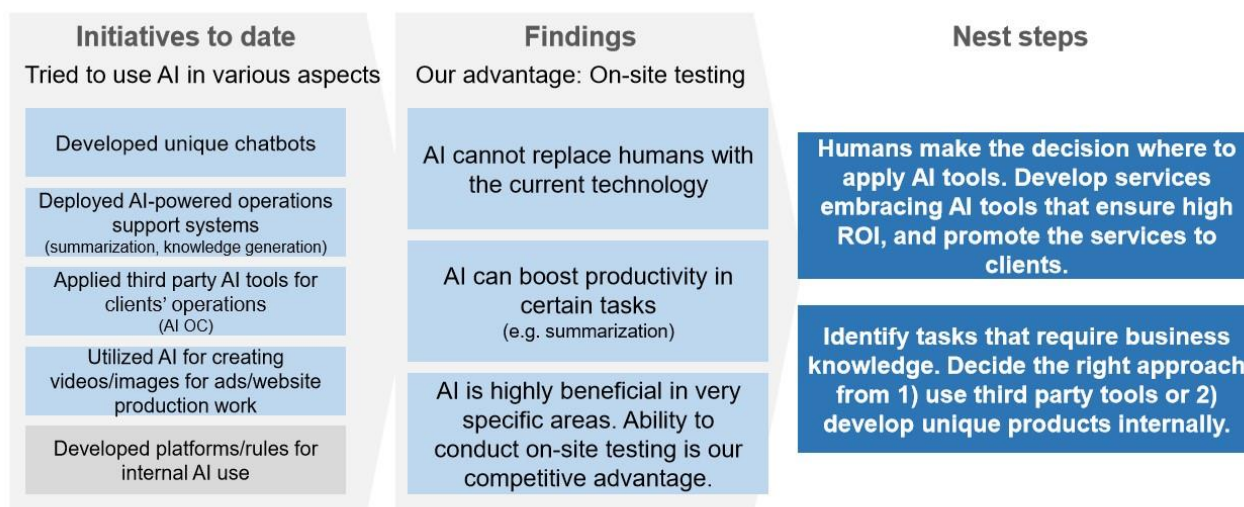 Initiatives to date
Tried to use AI in various aspects
Developed unique chatbots
Deployed AI-powered operations
support systems
(summarization, knowledge generation)
Applied third party AI tools for
clients' operations
(AI OC)
Utilized AI for creating
videos/images for ads/website
production work
Developed platforms/rules for
internal AI use
Findings
Our advantage: On-site testing
AI cannot replace humans with
the current technology
AI can boost productivity in
certain tasks
(e.g. summarization)
AI is highly beneficial in very
specific areas. Ability to
conduct on-site testing is our
competitive advantage.
Nest steps
Humans make the decision where to
apply AI tools. Develop services
embracing AI tools that ensure high
ROI, and promote the services to
clients.
Identify tasks that require business
knowledge. Decide the right approach
from 1) use third party tools or 2)
develop unique products internally.